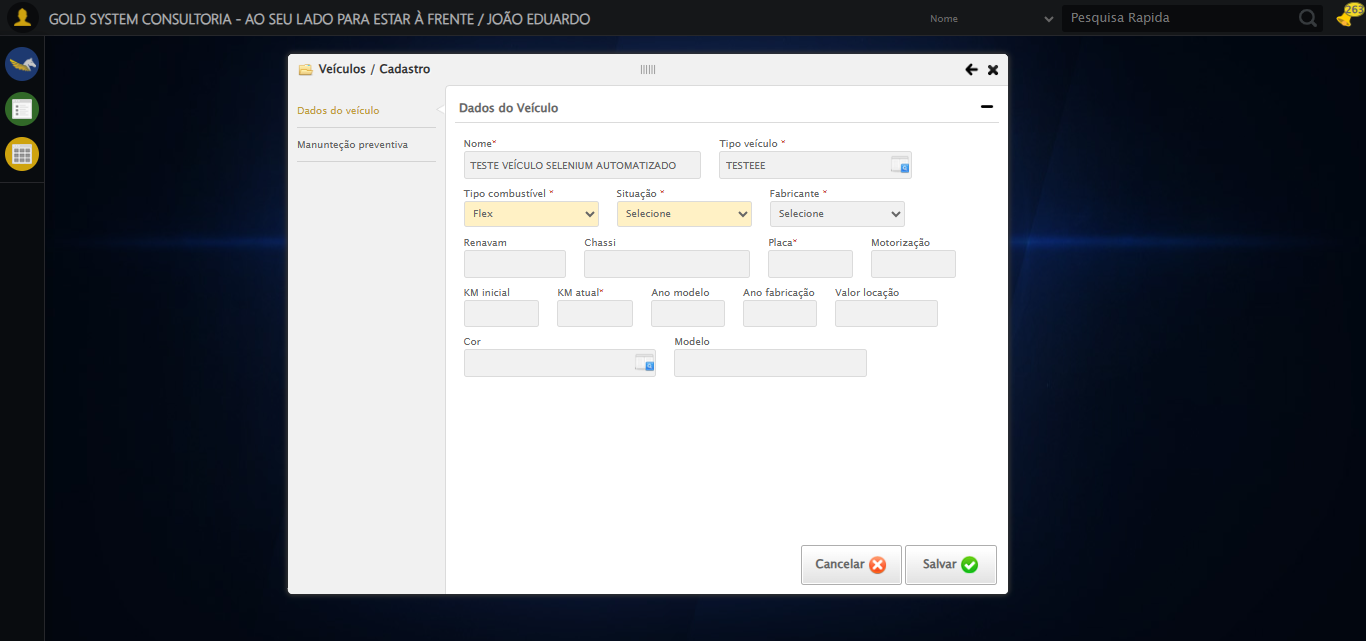 GOLD SYSTEM CONSULTORIA - AO SEU LADO PARA ESTAR À FRENTE / JOÃO EDUARDO
Nome
Pesquisa Rapida
263
Veículos / Cadastro
Dados do veículo
Manunteção preventiva
Dados do Veículo
Nome* Tipo veículo *
TESTE VEÍCULO SELENIUM AUTOMATIZADO TESTEEE
Tipo combustível * Situação * Fabricante *
Flex Selecione Selecione
Renavam Chassi Placa* Motorização
KM inicial KM atual* Ano modelo Ano fabricação Valor locação
Cor Modelo
Cancelar Salvar